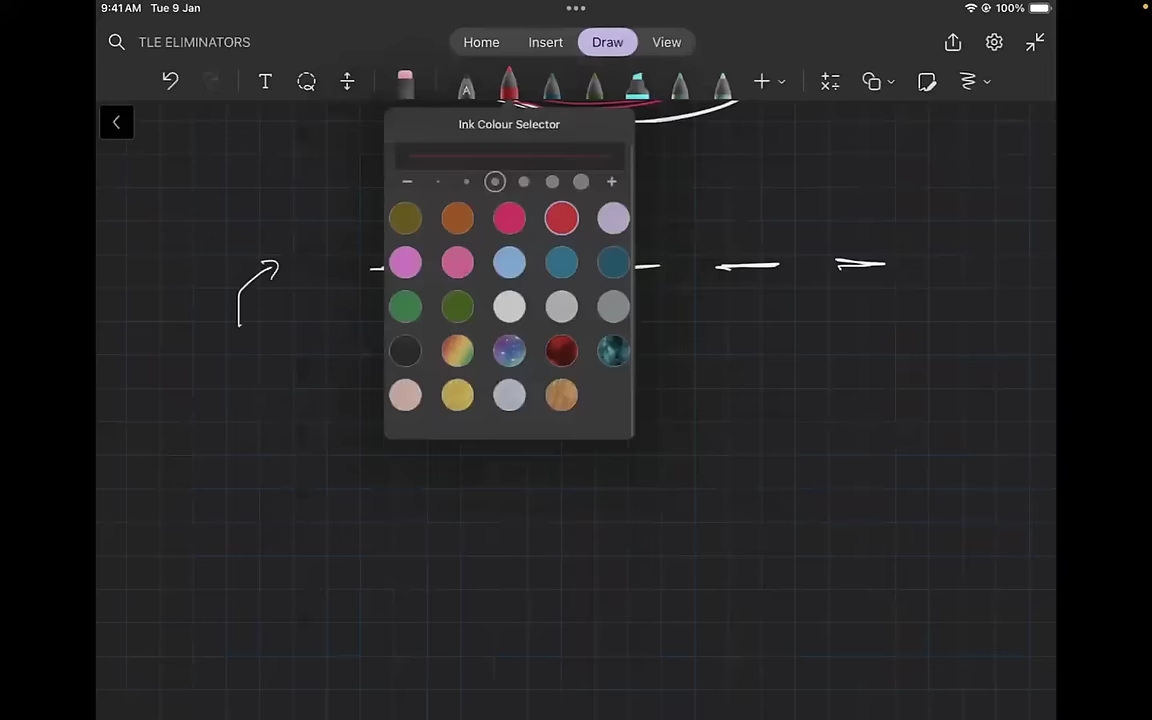 9:41 AM Tue 9 Jan
100%
TLE ELIMINATORS
Home Insert Draw View
T
A
Ink Colour Selector